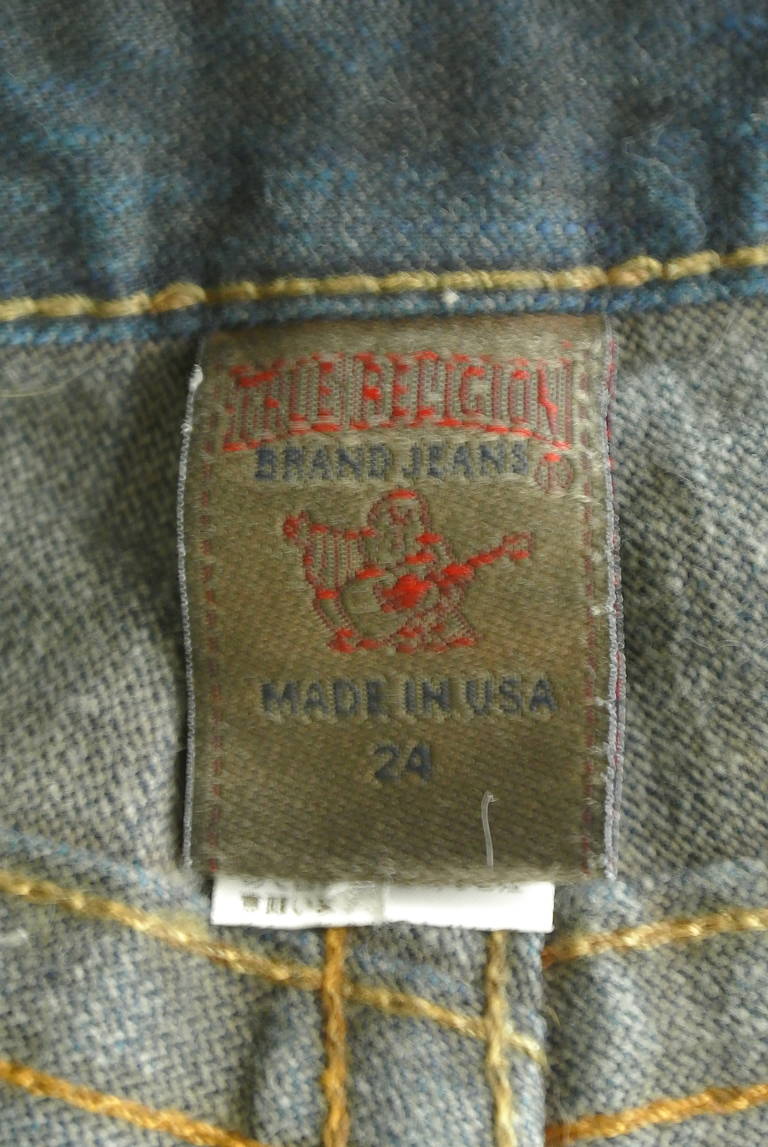 TRUE RELIGION
BRAND JEANS ®
MADE IN USA
24